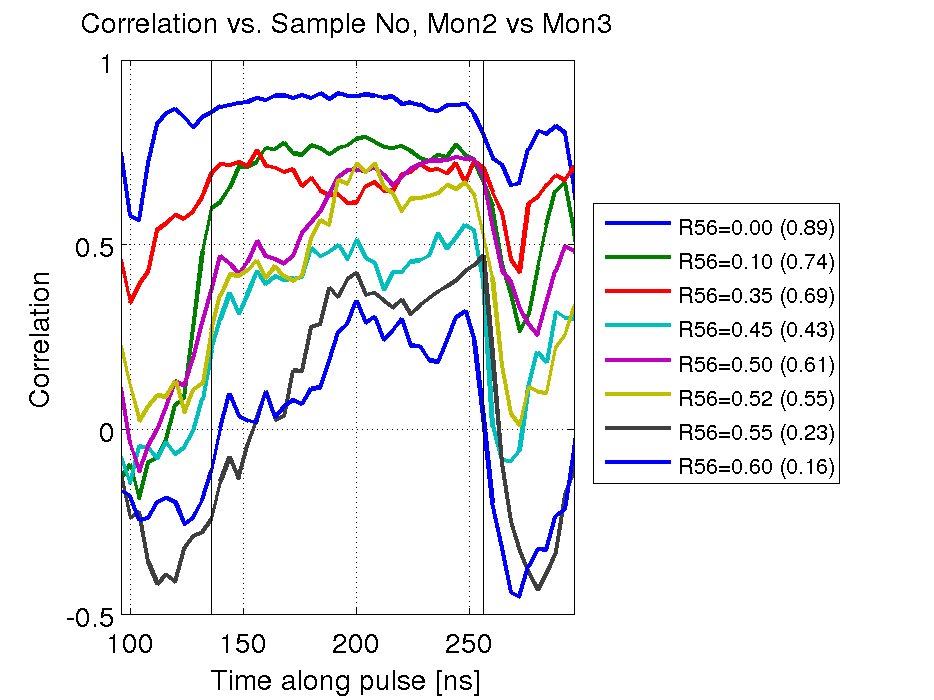 Correlation vs. Sample No, Mon2 vs Mon3
1
0.5
0
-0.5
Correlation
100 150 200 250
Time along pulse [ns]
R56=0.00 (0.89)
R56=0.10 (0.74)
R56=0.35 (0.69)
R56=0.45 (0.43)
R56=0.50 (0.61)
R56=0.52 (0.55)
R56=0.55 (0.23)
R56=0.60 (0.16)